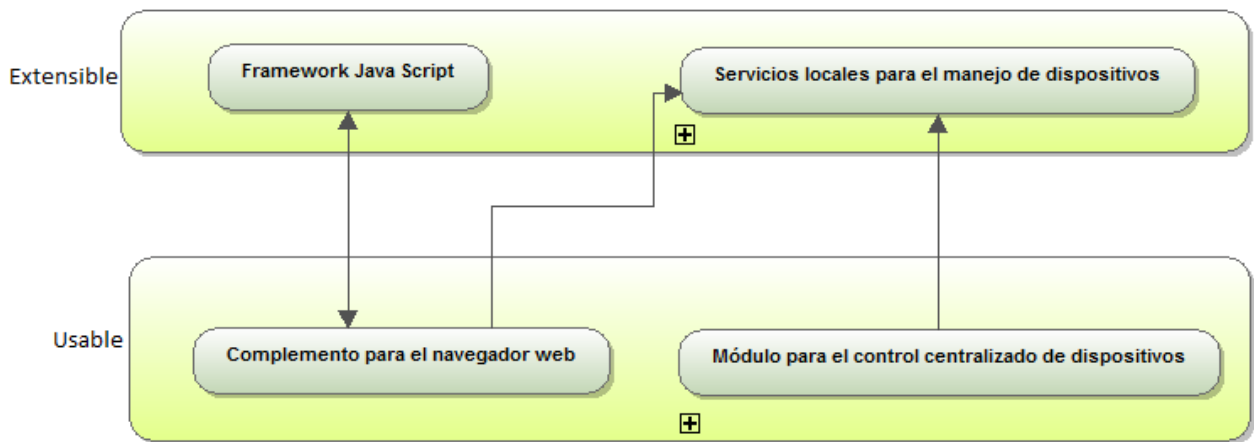 Extensible
Framework Java Script
Servicios locales para el manejo de dispositivos
Usable
Complemento para el navegador web
Módulo para el control centralizado de dispositivos